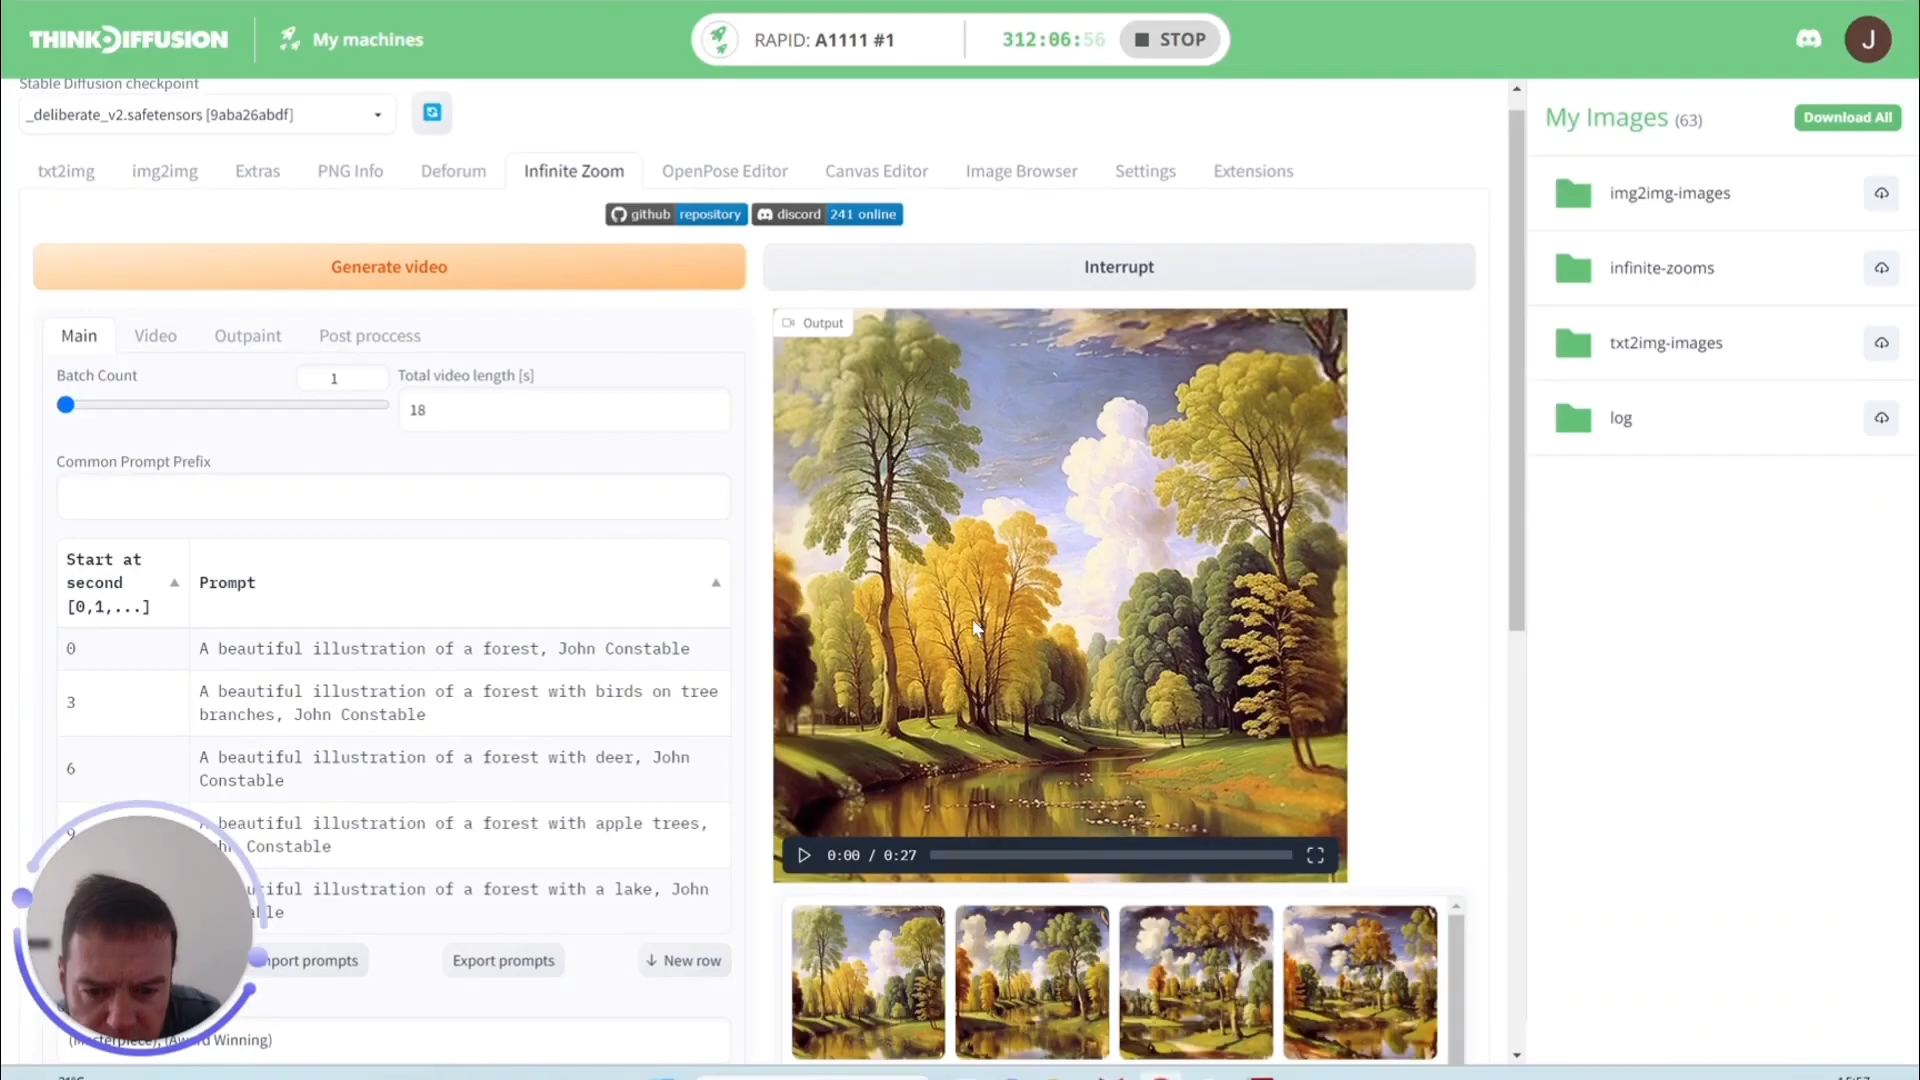 THINKDIFFUSION
My machines
RAPID: A1111 #1
312:06:56
STOP
J
Stable Diffusion checkpoint
_deliberate_v2.safetensors [9aba26abdf]
txt2img
img2img
Extras
PNG Info
Deforum
Infinite Zoom
OpenPose Editor
Canvas Editor
Image Browser
Settings
Extensions
github repository
discord 241 online
Generate video
Interrupt
Main
Video
Outpaint
Post proccess
Batch Count
1
Total video length [s]
18
Common Prompt Prefix
Start at
second
[0,1,...]
Prompt
0
A beautiful illustration of a forest, John Constable
3
A beautiful illustration of a forest with birds on tree
branches, John Constable
6
A beautiful illustration of a forest with deer, John
Constable
9
A beautiful illustration of a forest with apple trees,
Constable
illustration of a forest with a lake, John
prompts
Export prompts
↓ New row
(Masterpiece), (Award Winning)
Output
0:00 / 0:27
My Images (63)
Download All
img2img-images
infinite-zooms
txt2img-images
log